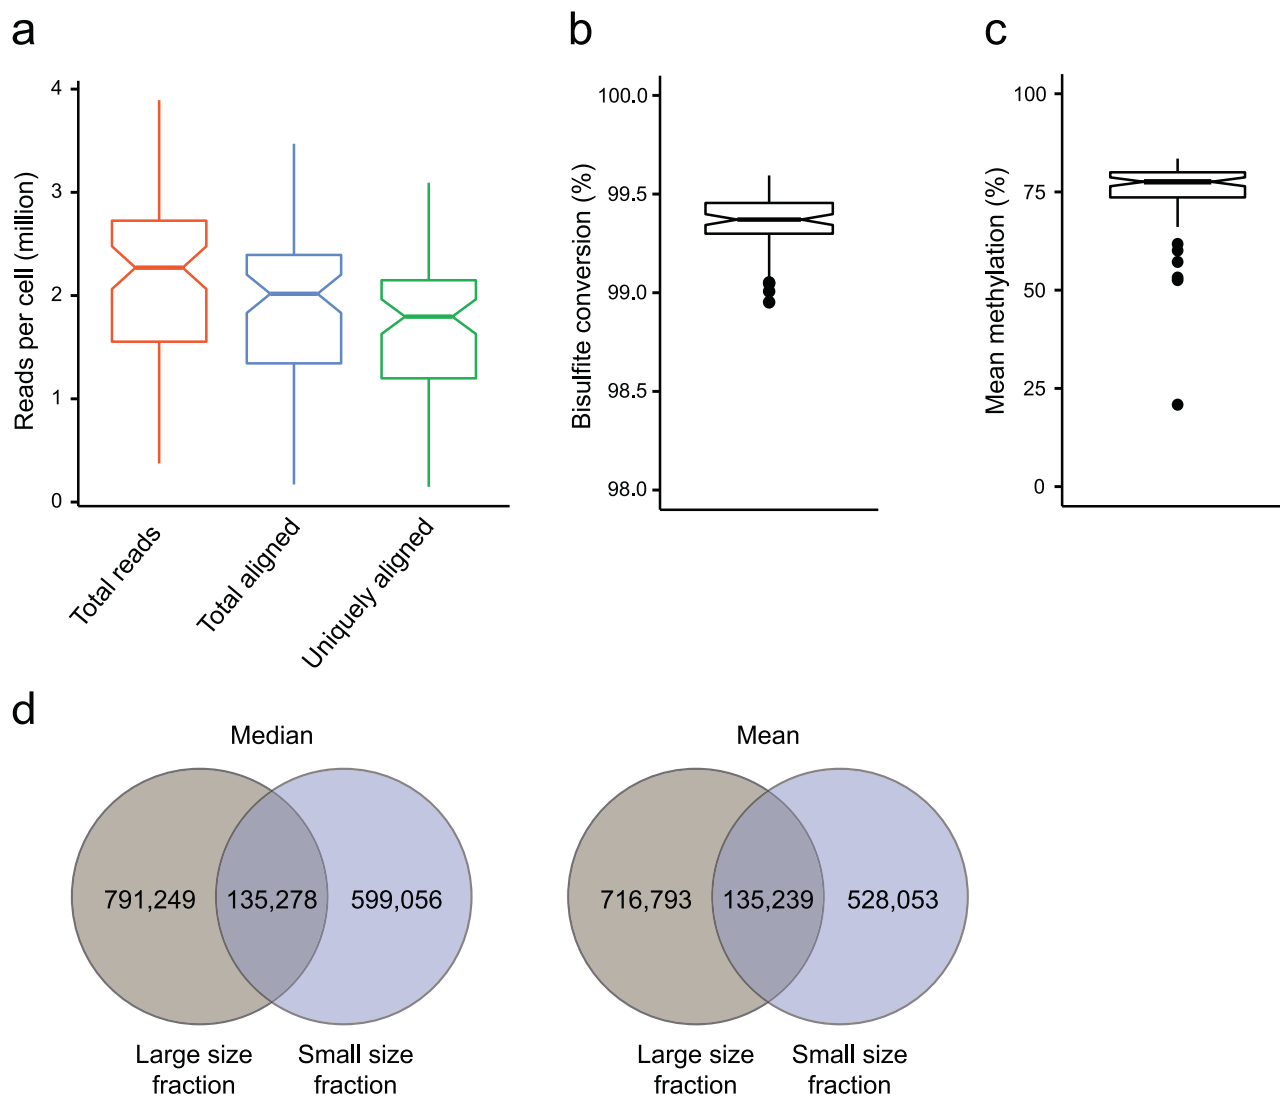 a
Reads per cell (million)
4
3
2
1
0
Total reads
Total aligned
Uniquely aligned
b
Bisulfite conversion (%)
100.0
99.5
99.0
98.5
98.0
c
Mean methylation (%)
100
75
50
25
0
d
Median
791,249
135,278
599,056
Large size
fraction
Small size
fraction
Mean
716,793
135,239
528,053
Large size
fraction
Small size
fraction